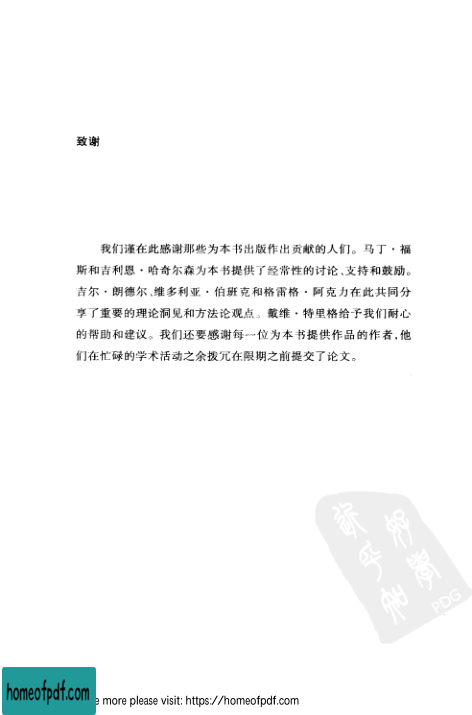 致谢
我们谨在此感谢那些为本书出版作出贡献的人们。马丁·福
斯和吉利恩·哈奇尔森为本书提供了经常性的讨论、支持和鼓励。
吉尔·朗德尔、维多利亚·伯班克和格雷格·阿克力在此共同分
享了重要的理论洞见和方法论观点。戴维·特里格给予我们耐心
的帮助和建议。我们还要感谢每一位为本书提供作品的作者,他
们在忙碌的学术活动之余拨冗在限期之前提交了论文。
PDG
homeofpdf.com
e more please visit: https://homeofpdf.com